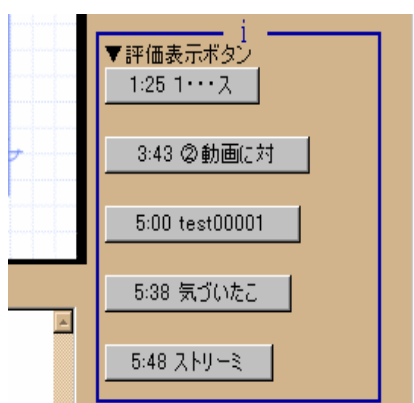 i
▼評価表示ボタン
1:25 1・・・ス
3:43 ②動画に対
5:00 test00001
5:38 気づいたこ
5:48 ストリーミ